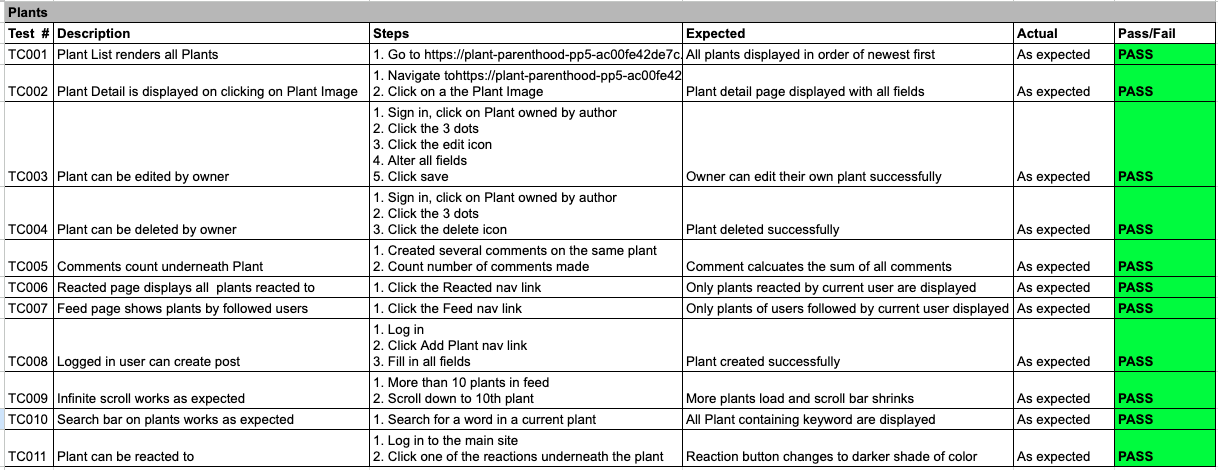 Plants
Test # Description Steps Expected Actual Pass/Fail
TC001 Plant List renders all Plants 1. Go to https://plant-parenthood-pp5-ac00fe42de7c. All plants displayed in order of newest first As expected PASS
1. Navigate tohttps://plant-parenthood-pp5-ac00fe42
TC002 Plant Detail is displayed on clicking on Plant Image 2. Click on a the Plant Image Plant detail page displayed with all fields As expected PASS
1. Sign in, click on Plant owned by author
2. Click the 3 dots
3. Click the edit icon
4. Alter all fields
TC003 Plant can be edited by owner 5. Click save Owner can edit their own plant successfully As expected PASS
1. Sign in, click on Plant owned by author
2. Click the 3 dots
TC004 Plant can be deleted by owner 3. Click the delete icon Plant deleted successfully As expected PASS
1. Created several comments on the same plant
TC005 Comments count underneath Plant 2. Count number of comments made Comment calcuates the sum of all comments As expected PASS
TC006 Reacted page displays all plants reacted to 1. Click the Reacted nav link Only plants reacted by current user are displayed As expected PASS
TC007 Feed page shows plants by followed users 1. Click the Feed nav link Only plants of users followed by current user displayed As expected PASS
1. Log in
2. Click Add Plant nav link
TC008 Logged in user can create post 3. Fill in all fields Plant created successfully As expected PASS
1. More than 10 plants in feed
TC009 Infinite scroll works as expected 2. Scroll down to 10th plant More plants load and scroll bar shrinks As expected PASS
TC010 Search bar on plants works as expected 1. Search for a word in a current plant All Plant containing keyword are displayed As expected PASS
1. Log in to the main site
TC011 Plant can be reacted to 2. Click one of the reactions underneath the plant Reaction button changes to darker shade of color As expected PASS